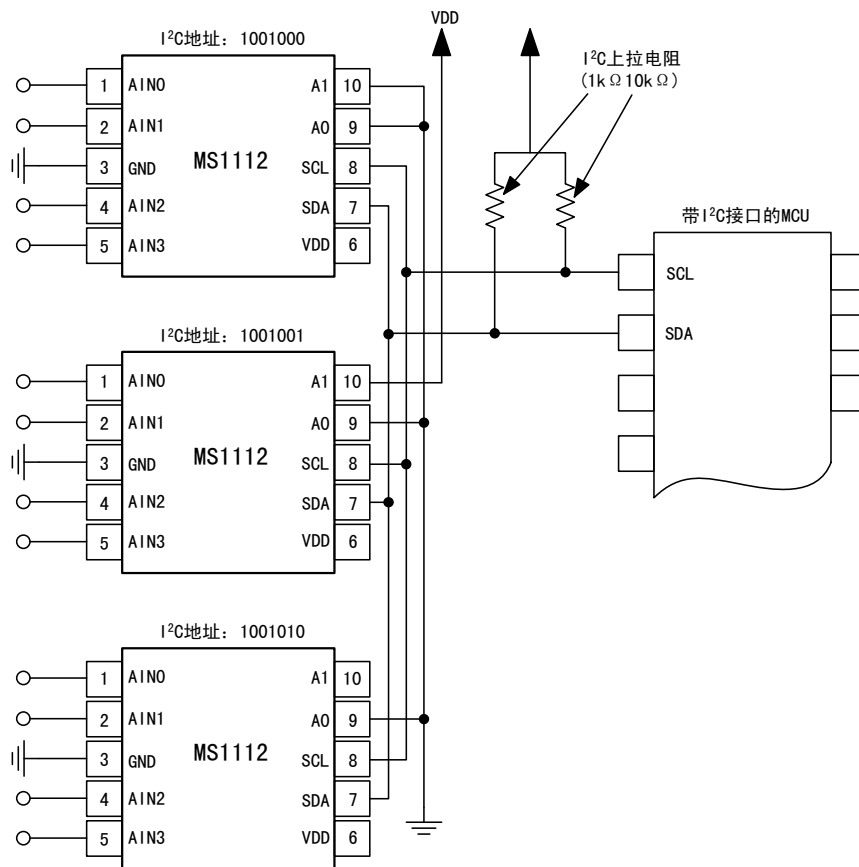 VDD
I²C地址：1001000
I²C上拉电阻
(1kΩ10kΩ)
1 AIN0 A1 10
2 AIN1 A0 9
3 GND MS1112 SCL 8
4 AIN2 SDA 7
5 AIN3 VDD 6
带I²C接口的MCU
SCL
SDA
I²C地址：1001001
1 AIN0 A1 10
2 AIN1 A0 9
3 GND MS1112 SCL 8
4 AIN2 SDA 7
5 AIN3 VDD 6
I²C地址：1001010
1 AIN0 A1 10
2 AIN1 A0 9
3 GND MS1112 SCL 8
4 AIN2 SDA 7
5 AIN3 VDD 6